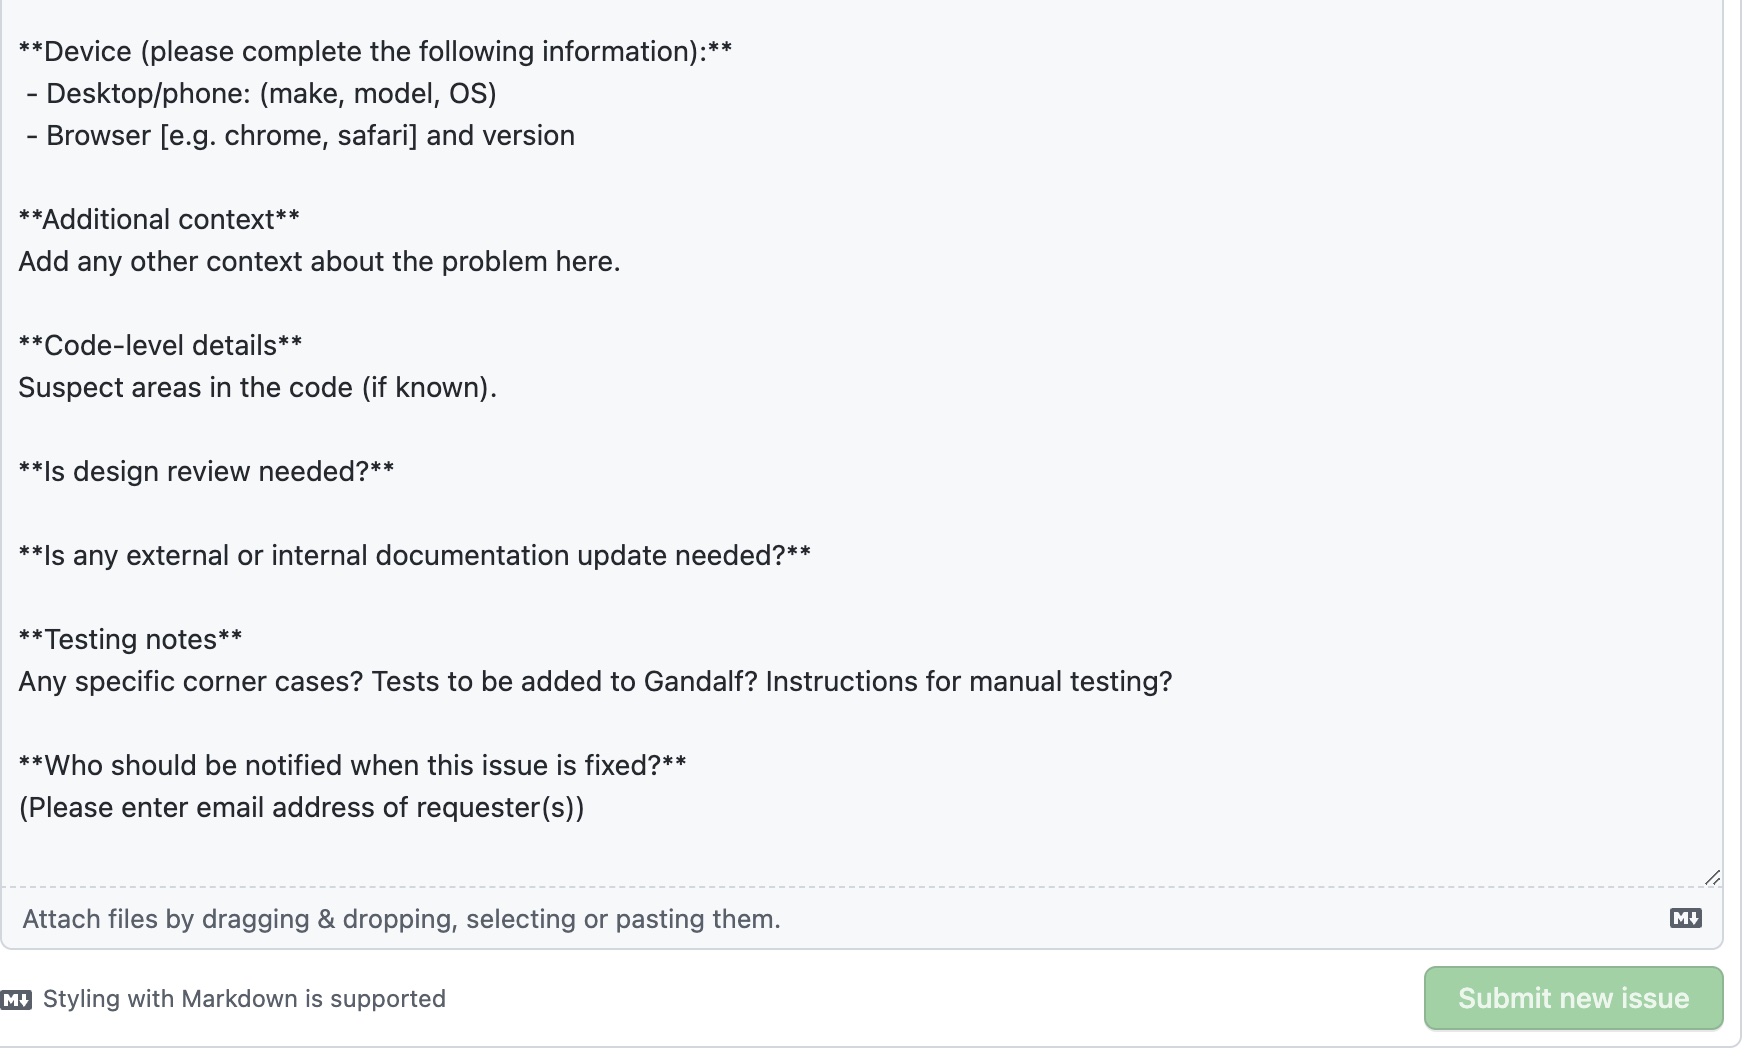 **Device (please complete the following information):**
- Desktop/phone: (make, model, OS)
- Browser [e.g. chrome, safari] and version
**Additional context**
Add any other context about the problem here.
**Code-level details**
Suspect areas in the code (if known).
**Is design review needed?**
**Is any external or internal documentation update needed?**
**Testing notes**
Any specific corner cases? Tests to be added to Gandalf? Instructions for manual testing?
**Who should be notified when this issue is fixed?**
(Please enter email address of requester(s))
Attach files by dragging & dropping, selecting or pasting them.
M↓
M↓ Styling with Markdown is supported
Submit new issue